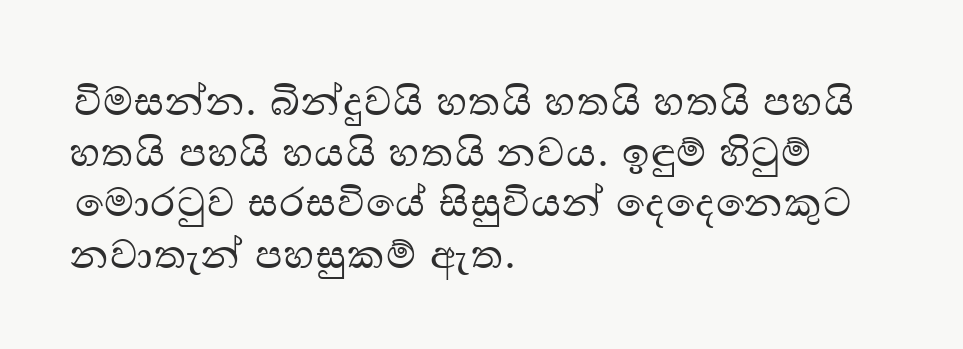 විමසන්න. බින්දුවයි හතයි හතයි හතයි පහයි
හතයි පහයි හයයි හතයි නවය. ඉඳුම් හිටුම්
මොරටුව සරසවියේ සිසුවියන් දෙදෙනෙකුට
නවාතැන් පහසුකම් ඇත.